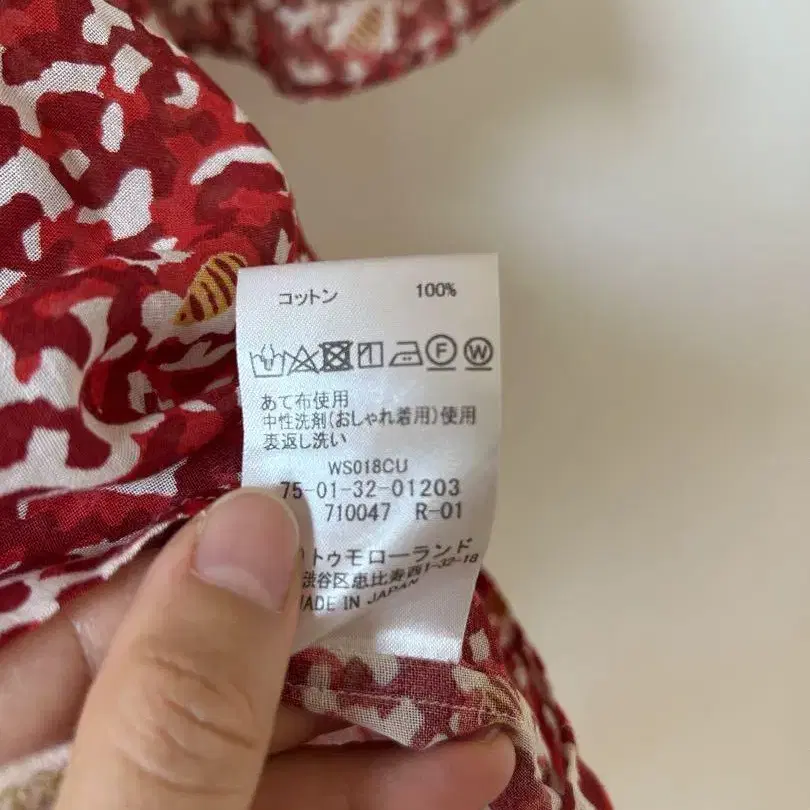 コットン 100%
F W
あて布使用
中性洗剤(おしゃれ着用)使用
裏返し洗い
WS018CU
75-01-32-01203
710047 R-01
トゥモローランド
渋谷区恵比寿西1-32-18
MADE IN JAPAN